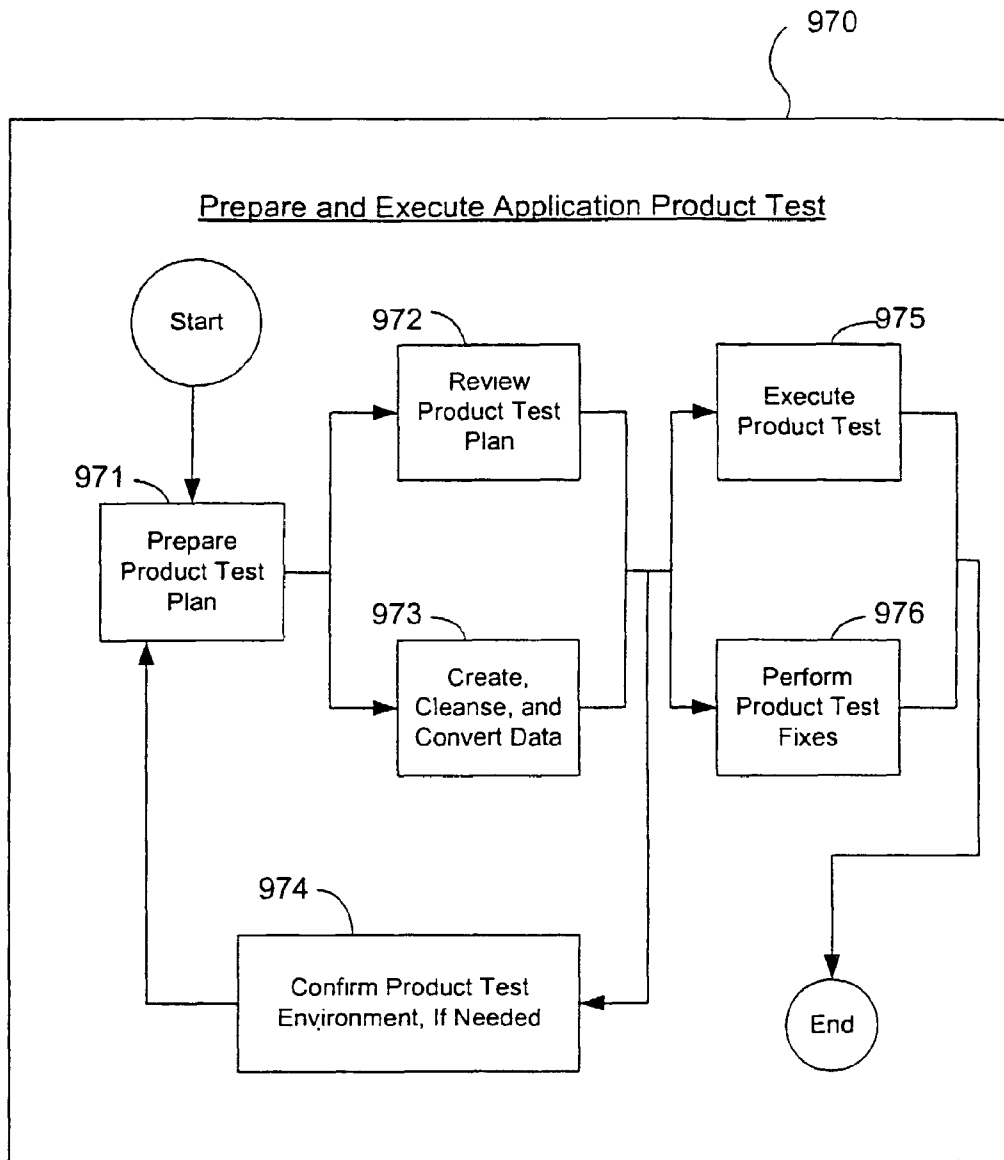 970
Prepare and Execute Application Product Test
Start
972
Review
Product Test
Plan
975
Execute
Product Test
971
Prepare
Product Test
Plan
973
Create,
Cleanse, and
Convert Data
976
Perform
Product Test
Fixes
974
Confirm Product Test
Environment, If Needed
End